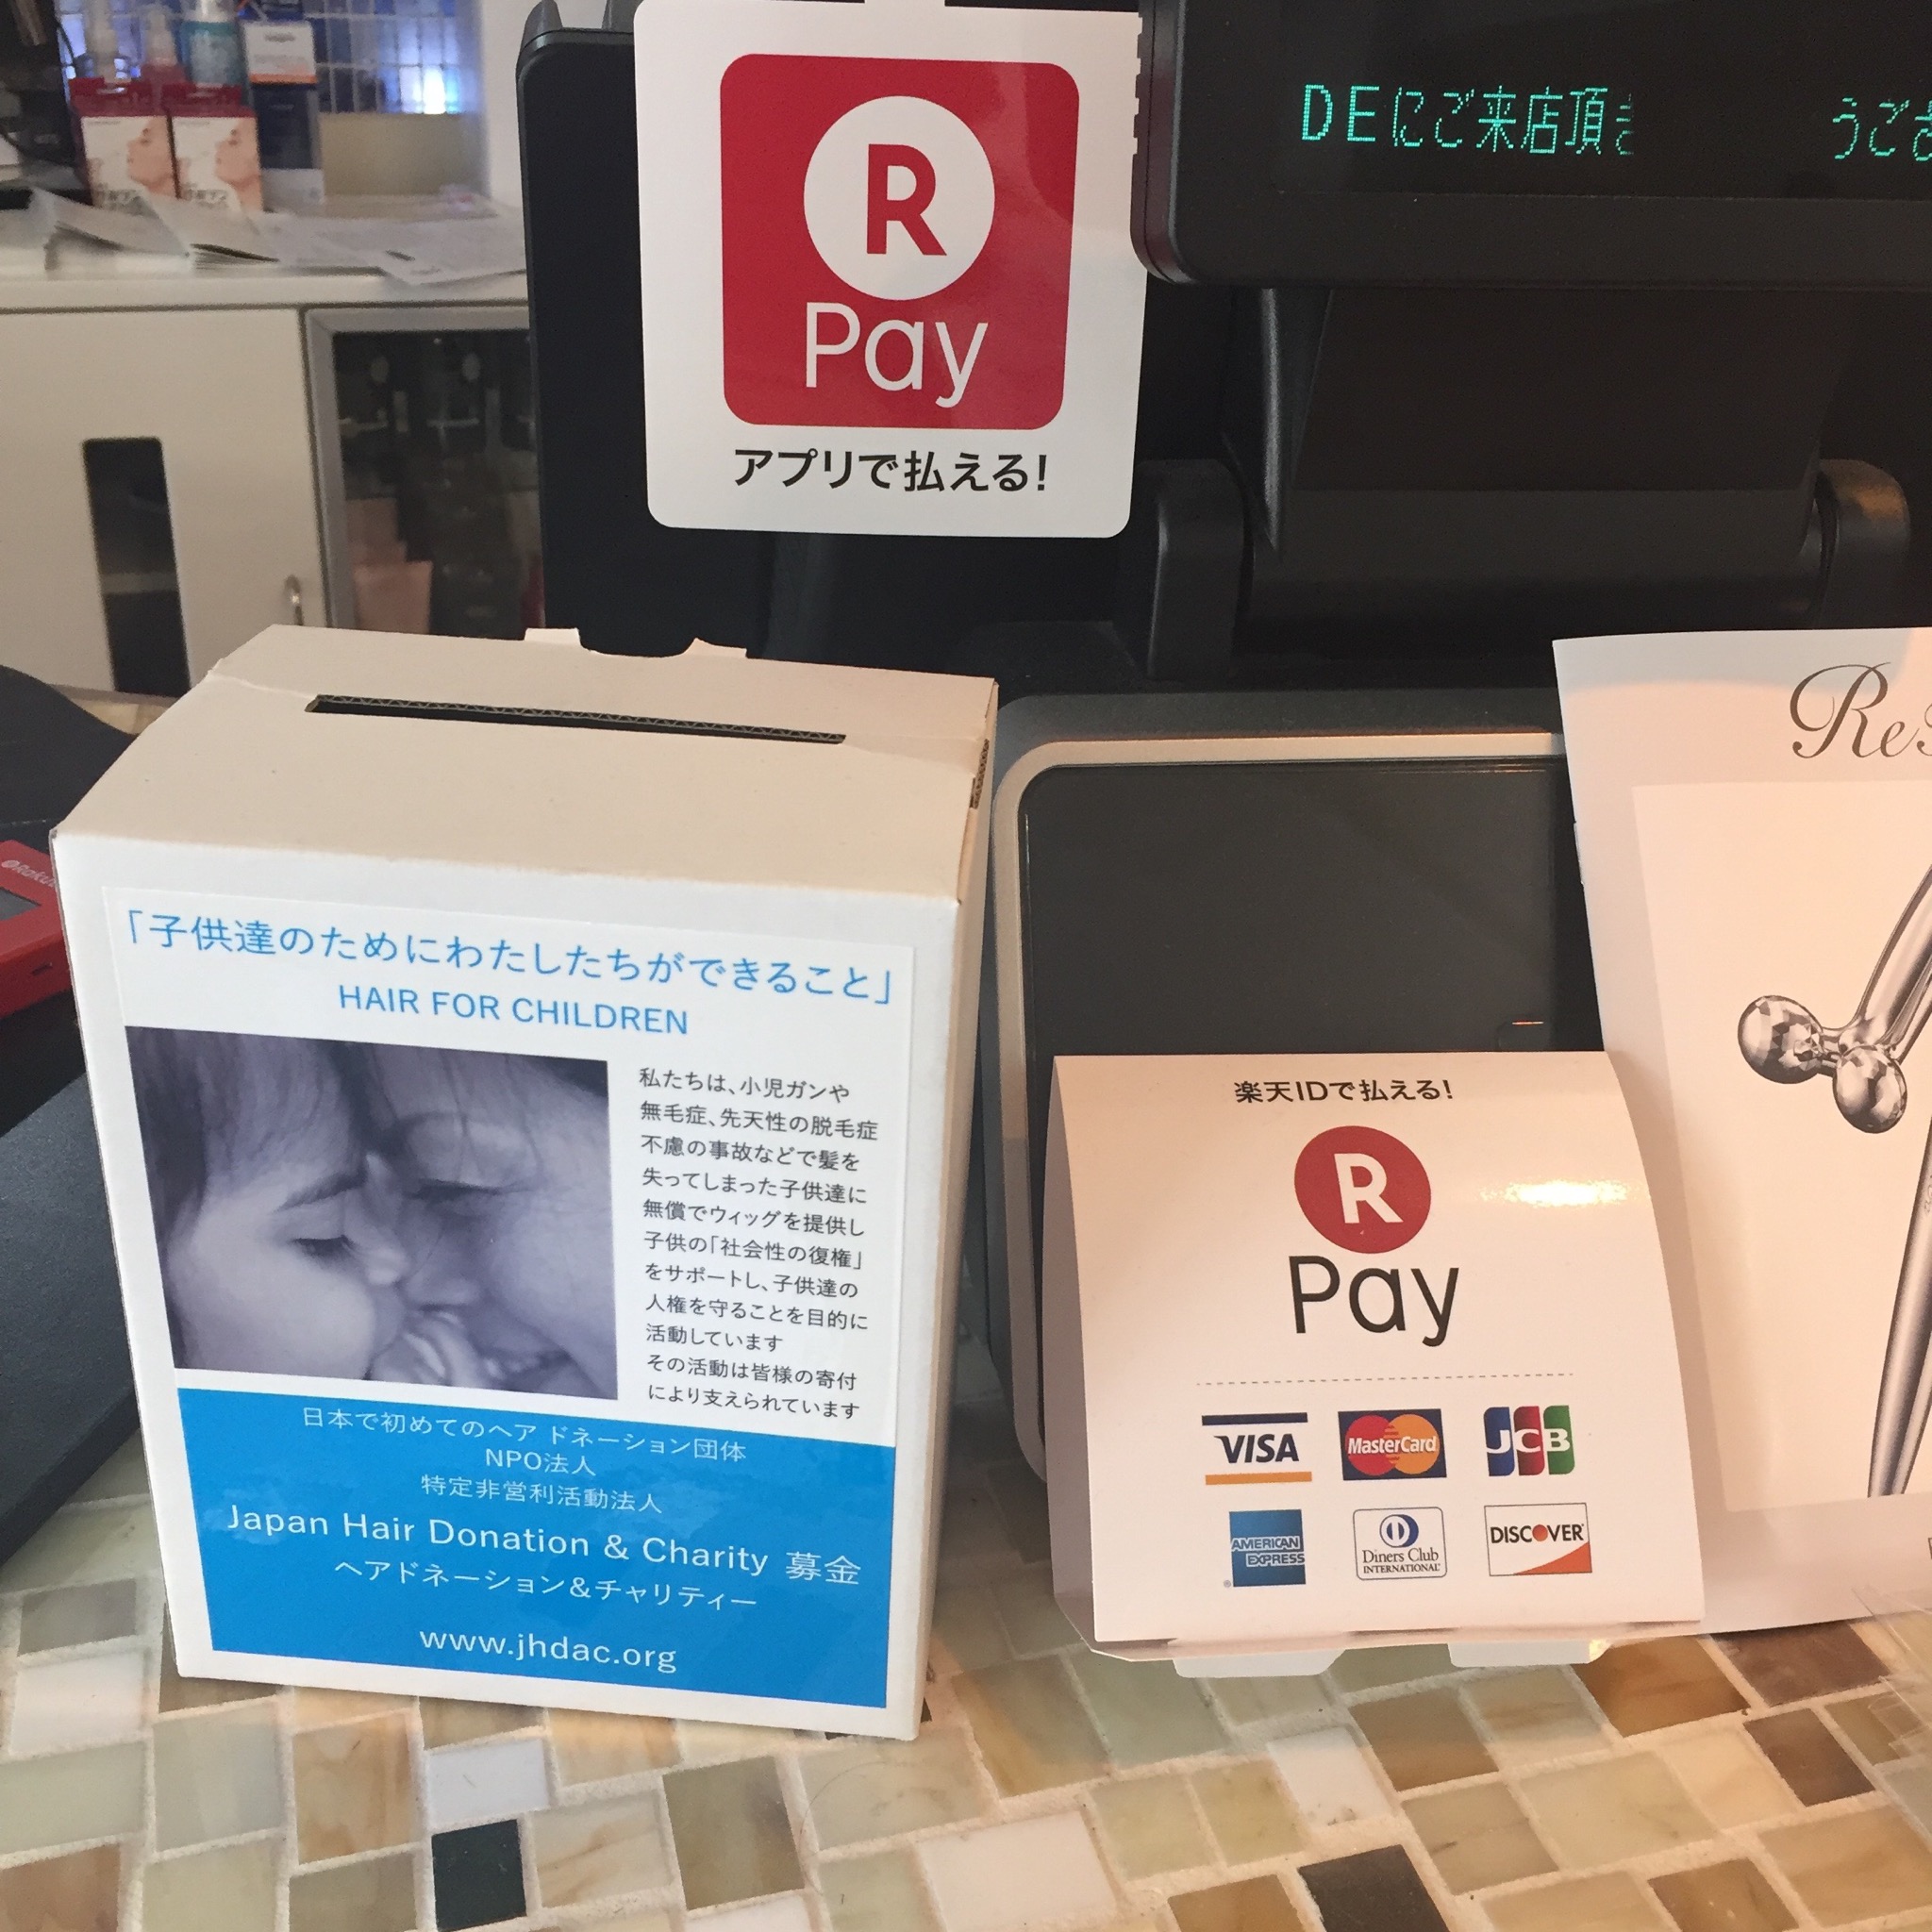 R
Pay
アプリで払える!
DEにご来店頂き
うごま
Rakut
「子供達のためにわたしたちができること」
HAIR FOR CHILDREN
私たちは、小児ガンや
無毛症、先天性の脱毛症
不慮の事故などで髪を
失ってしまった子供達に
無償でウィッグを提供し
子供の「社会性の復権」
をサポートし、子供達の
人権を守ることを目的に
活動しています
その活動は皆様の寄付
により支えられています
日本で初めてのヘア ドネーション団体
NPO法人
特定非営利活動法人
Japan Hair Donation & Charity 募金
ヘアドネーション&チャリティー
www.jhdac.org
楽天IDで払える!
R
Pay
VISA MasterCard JCB
AMERICAN EXPRESS
Diners Club
INTERNATIONAL
DISCOVER
Re